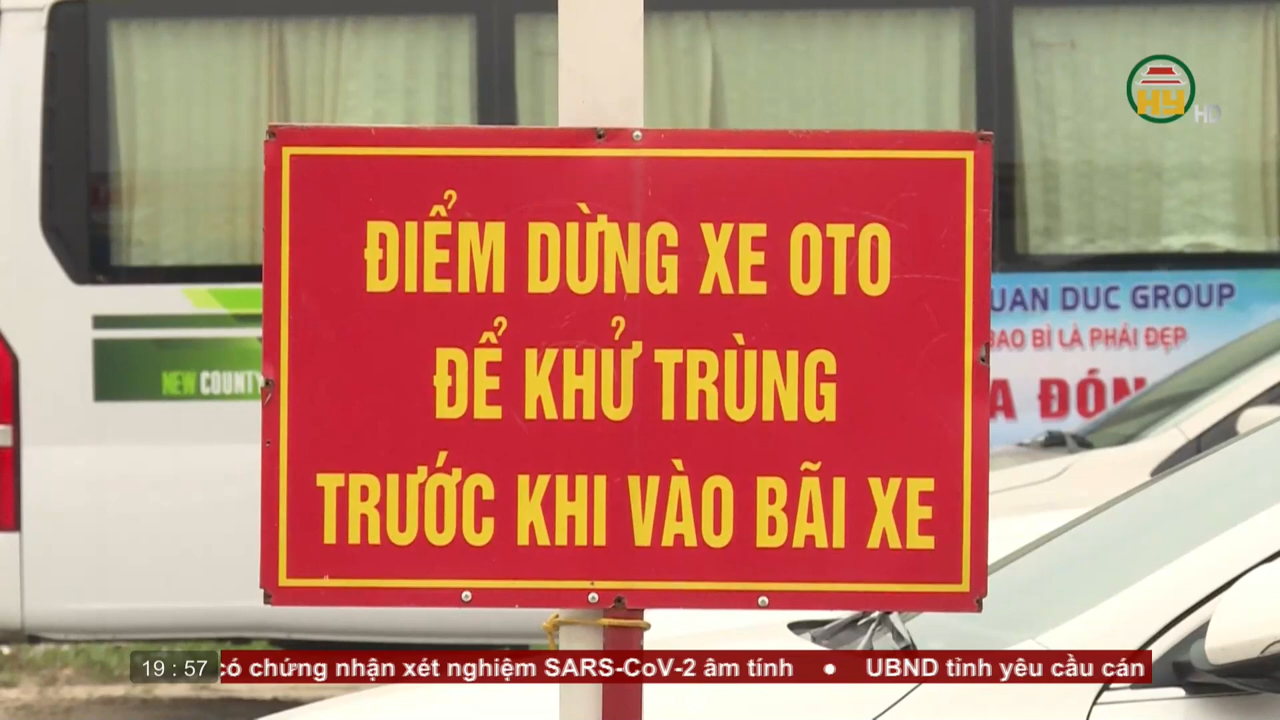 HY
HD
ĐIỂM DỪNG XE OTO
ĐỂ KHỬ TRÙNG
TRƯỚC KHI VÀO BÃI XE
UAN DUC GROUP
BAO BÌ LÀ PHẢI ĐẸP
A ĐÓN
NEW COUNTY
19 : 57
có chứng nhận xét nghiệm SARS-CoV-2 âm tính • UBND tỉnh yêu cầu cán